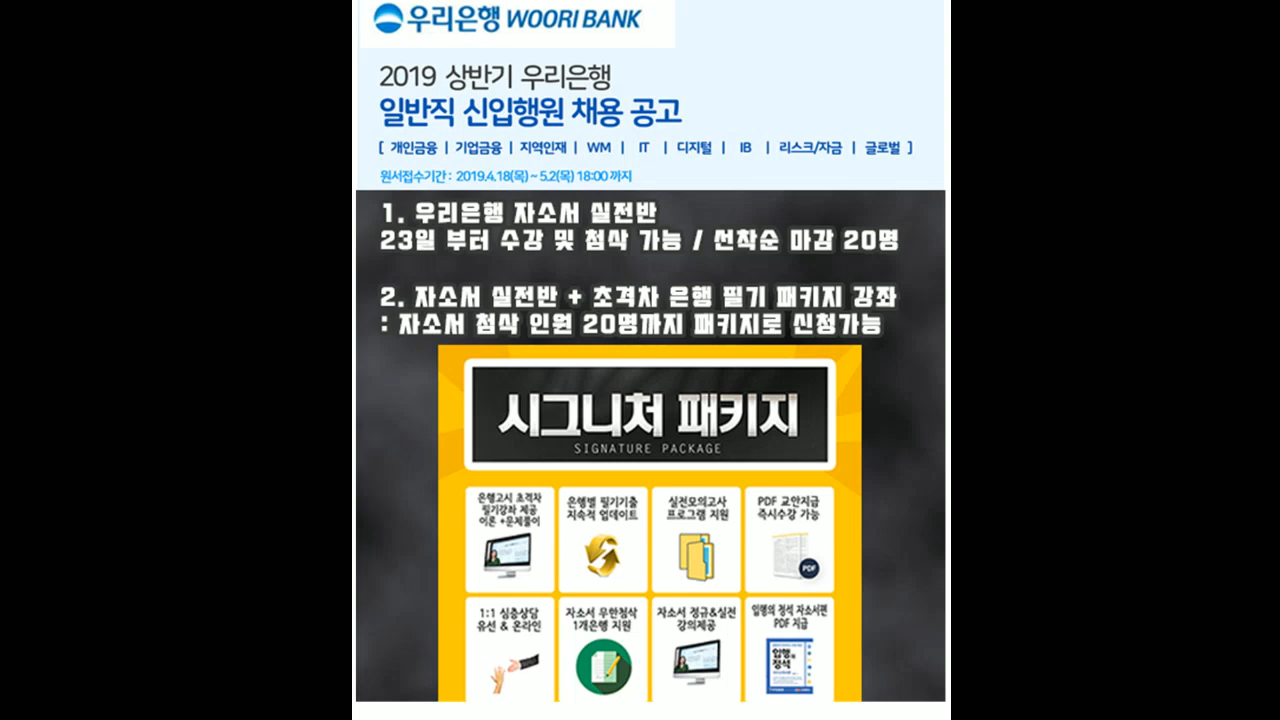 우리은행 WOORI BANK
2019 상반기 우리은행
일반직 신입행원 채용 공고
[ 개인금융 | 기업금융 | 지역인재 | WM | IT | 디지털 | IB | 리스크/자금 | 글로벌 ]
원서접수기간 : 2019.4.18(목) ~ 5.2(목) 18:00 까지
1. 우리은행 자소서 실전반
23일 부터 수강 및 첨삭 가능 / 선착순 마감 20명
2. 자소서 실전반 + 초격차 은행 필기 패키지 강좌
: 자소서 첨삭 인원 20명까지 패키지로 신청가능
시그니처 패키지
SIGNATURE PACKAGE
은행고시 초격차
필기강좌 제공
이론 +문제풀이
은행별 필기기출
지속적 업데이트
실전모의고사
프로그램 지원
PDF 교안지급
즉시수강 가능
PDF
1:1 심층상담
유선 & 온라인
자소서 무한첨삭
1개은행 지원
자소서 정규&실전
강의제공
입행의 정석 자소서편
PDF 지급
입행의
정석